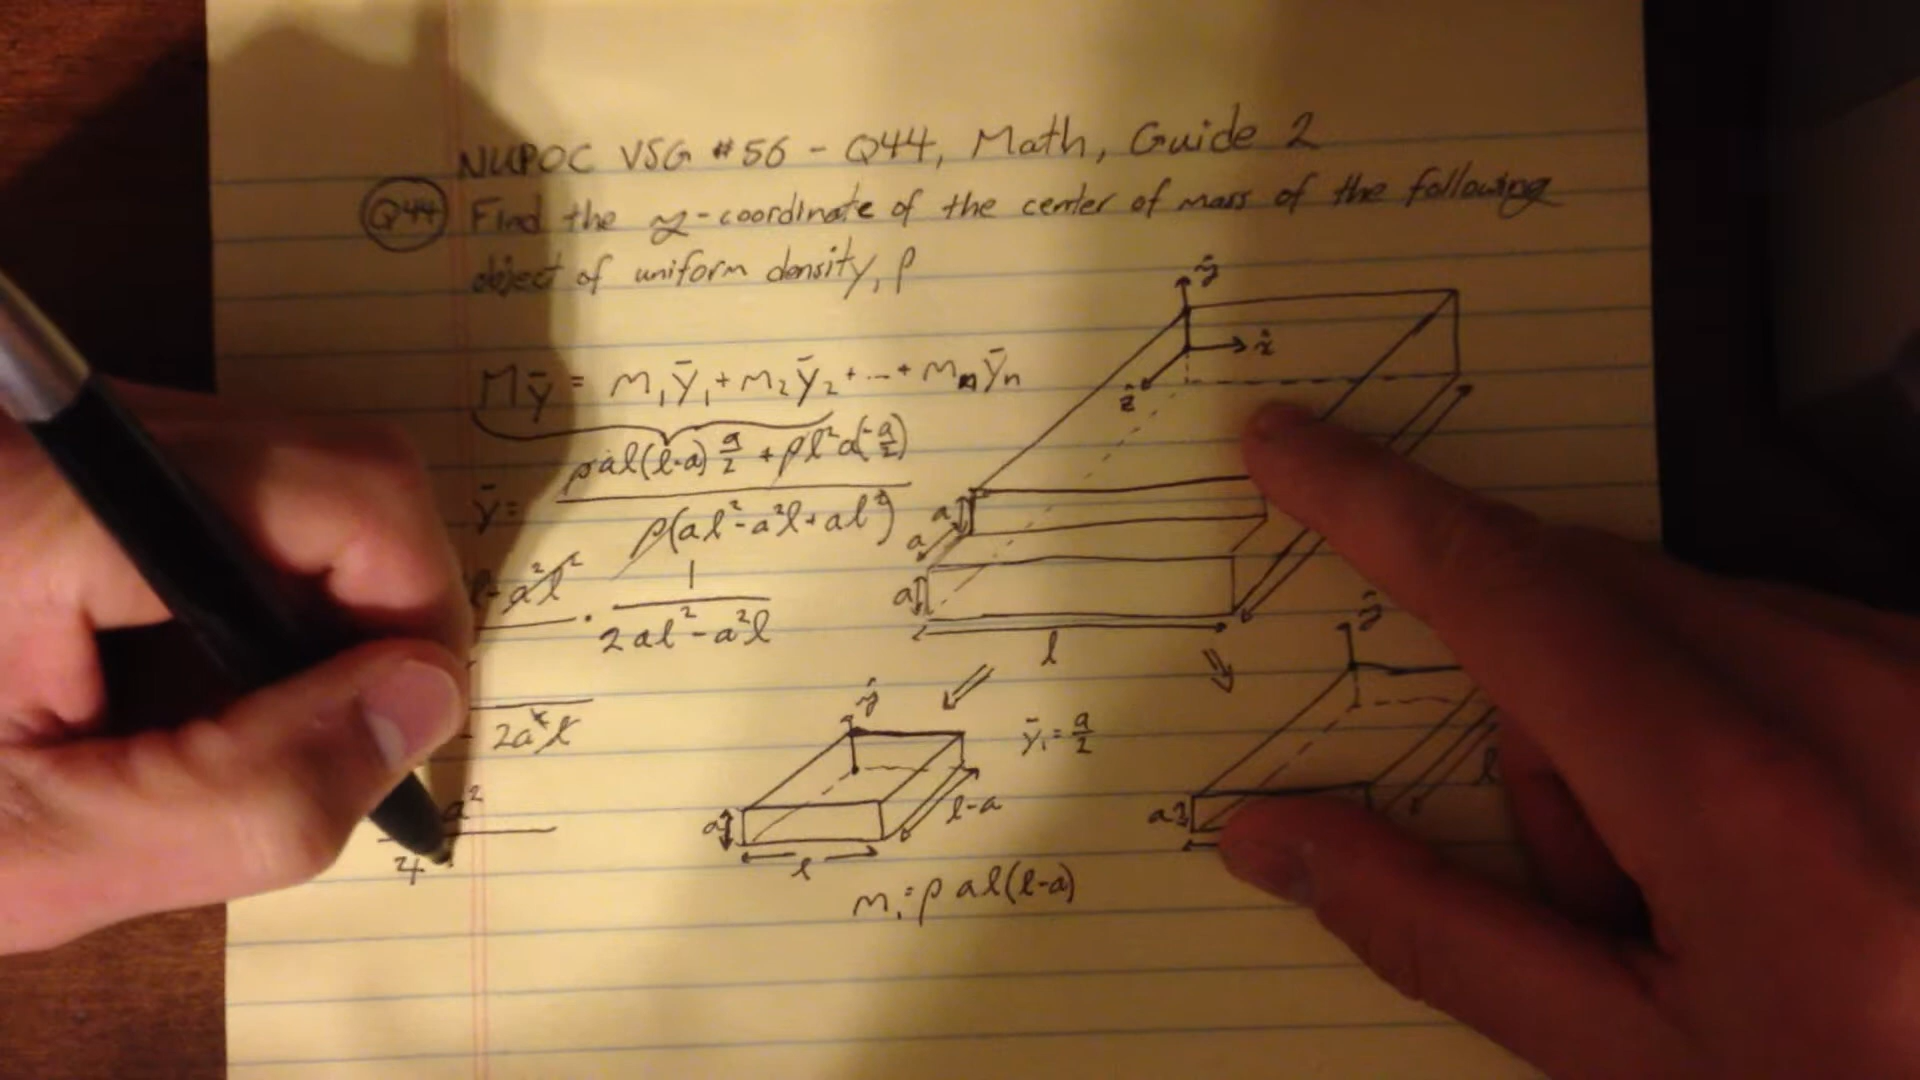 NUPOC VSG #56 - Q44, Math, Guide 2
Q44 Find the y-coordinate of the center of mass of the following
object of uniform density, ρ
Mȳ = m₁ȳ₁ + m₂ȳ₂ + ... + mₙȳₙ
ȳ = ρal(l-a) a/2 + ρl²a(-a/2)
ρ(al²-a²l+al²)
l - a²l² · 1
2al² - a²l
2a²l
a²
4
ŷ
x̂
ẑ
a
a
a
l
l
ŷ
ȳ₁ = a/2
a
l
l-a
m₁ = ρal(l-a)
ŷ
a
l